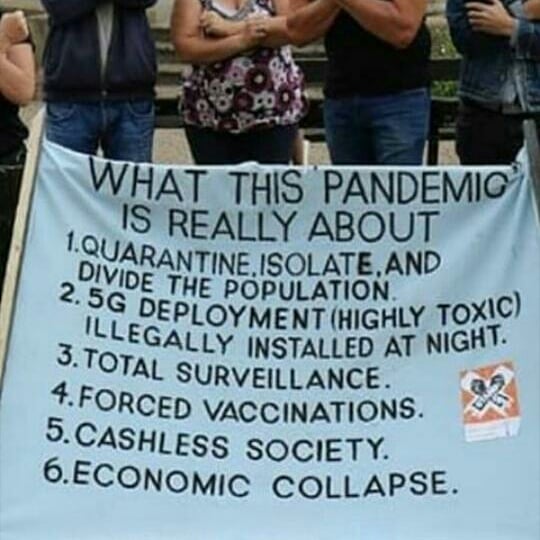 WHAT THIS PANDEMIC
IS REALLY ABOUT
1.QUARANTINE,ISOLATE,AND
DIVIDE THE POPULATION.
2.5G DEPLOYMENT(HIGHLY TOXIC)
ILLEGALLY INSTALLED AT NIGHT.
3.TOTAL SURVEILLANCE.
4.FORCED VACCINATIONS.
5.CASHLESS SOCIETY.
6.ECONOMIC COLLAPSE.